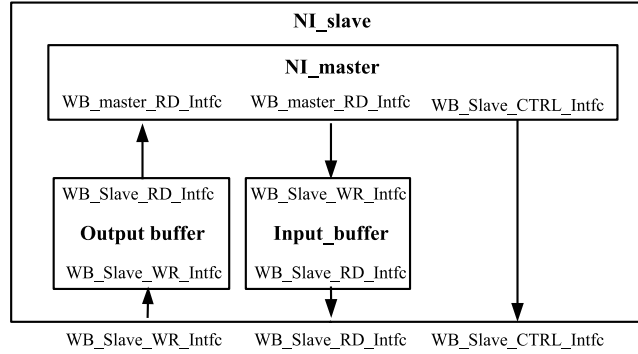 NI_slave
NI_master
WB_master_RD_Intfc WB_master_RD_Intfc WB_Slave_CTRL_Intfc
WB_Slave_RD_Intfc WB_Slave_WR_Intfc
Output buffer Input_buffer
WB_Slave_WR_Intfc WB_Slave_RD_Intfc
WB_Slave_WR_Intfc WB_Slave_RD_Intfc WB_Slave_CTRL_Intfc